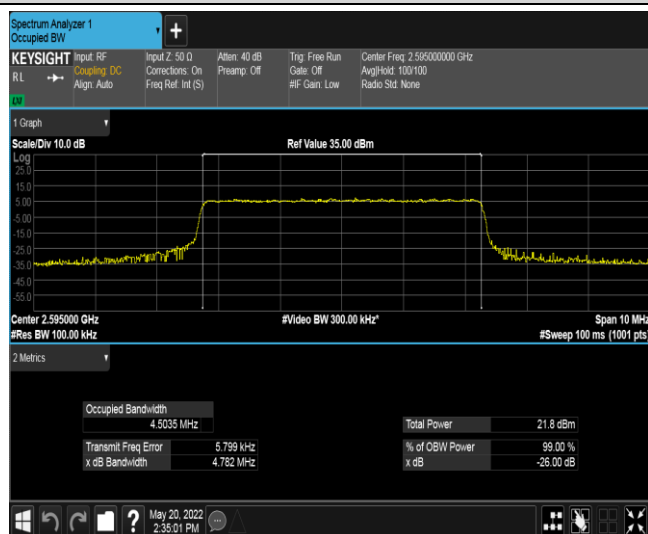 Spectrum Analyzer 1
Occupied BW
+
KEYSIGHT
RL
LXI
Input: RF
Coupling: DC
Align: Auto
Input Z: 50 Ω
Corrections: On
Freq Ref: Int (S)
Atten: 40 dB
Preamp: Off
Trig: Free Run
Gate: Off
#IF Gain: Low
Center Freq: 2.595000000 GHz
Avg|Hold: 100/100
Radio Std: None
1 Graph
Scale/Div 10.0 dB
Ref Value 35.00 dBm
Log
25.0
15.0
5.00
-5.00
-15.0
-25.0
-35.0
-45.0
-55.0
Center 2.595000 GHz
#Video BW 300.00 kHz*
Span 10 MHz
#Res BW 100.00 kHz
#Sweep 100 ms (1001 pts)
2 Metrics
Occupied Bandwidth
4.5035 MHz
Total Power 21.8 dBm
Transmit Freq Error 5.799 kHz
% of OBW Power 99.00 %
x dB Bandwidth 4.782 MHz
x dB -26.00 dB
?
May 20, 2022
2:35:01 PM